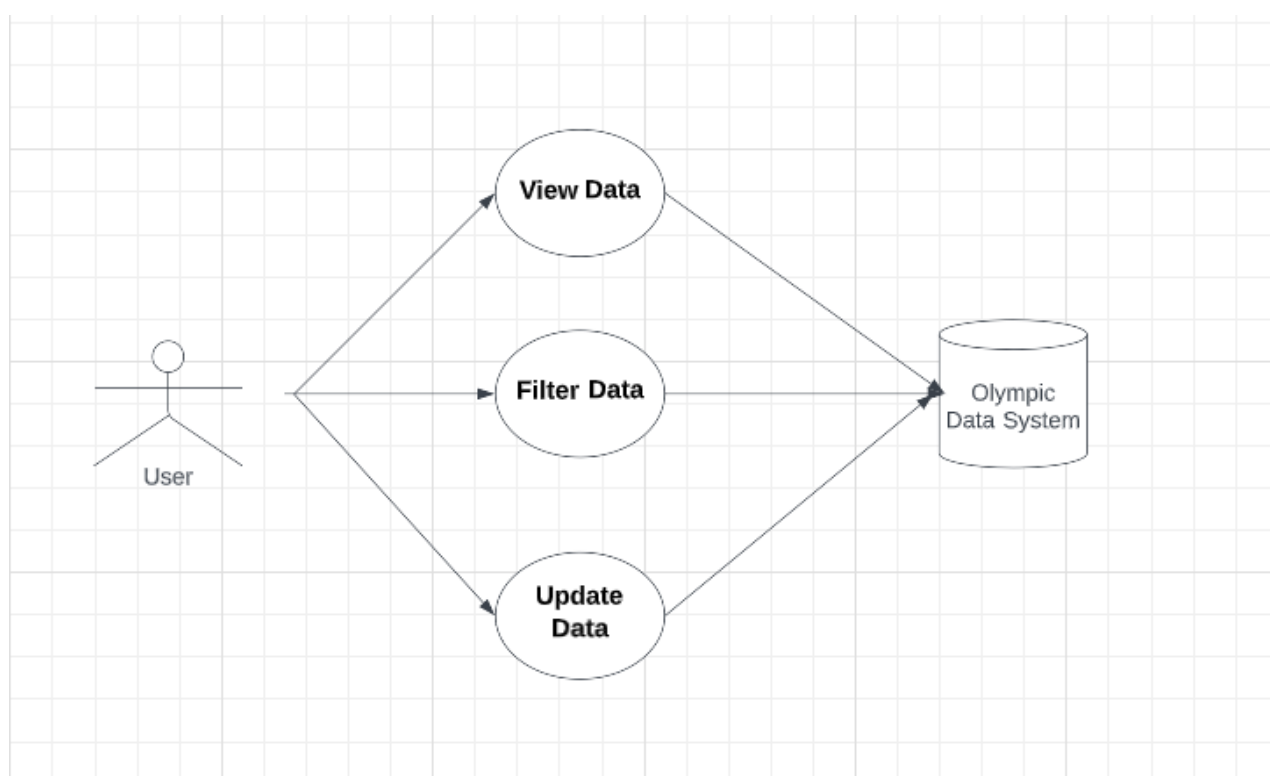 View Data
Filter Data
Olympic
Data System
User
Update
Data